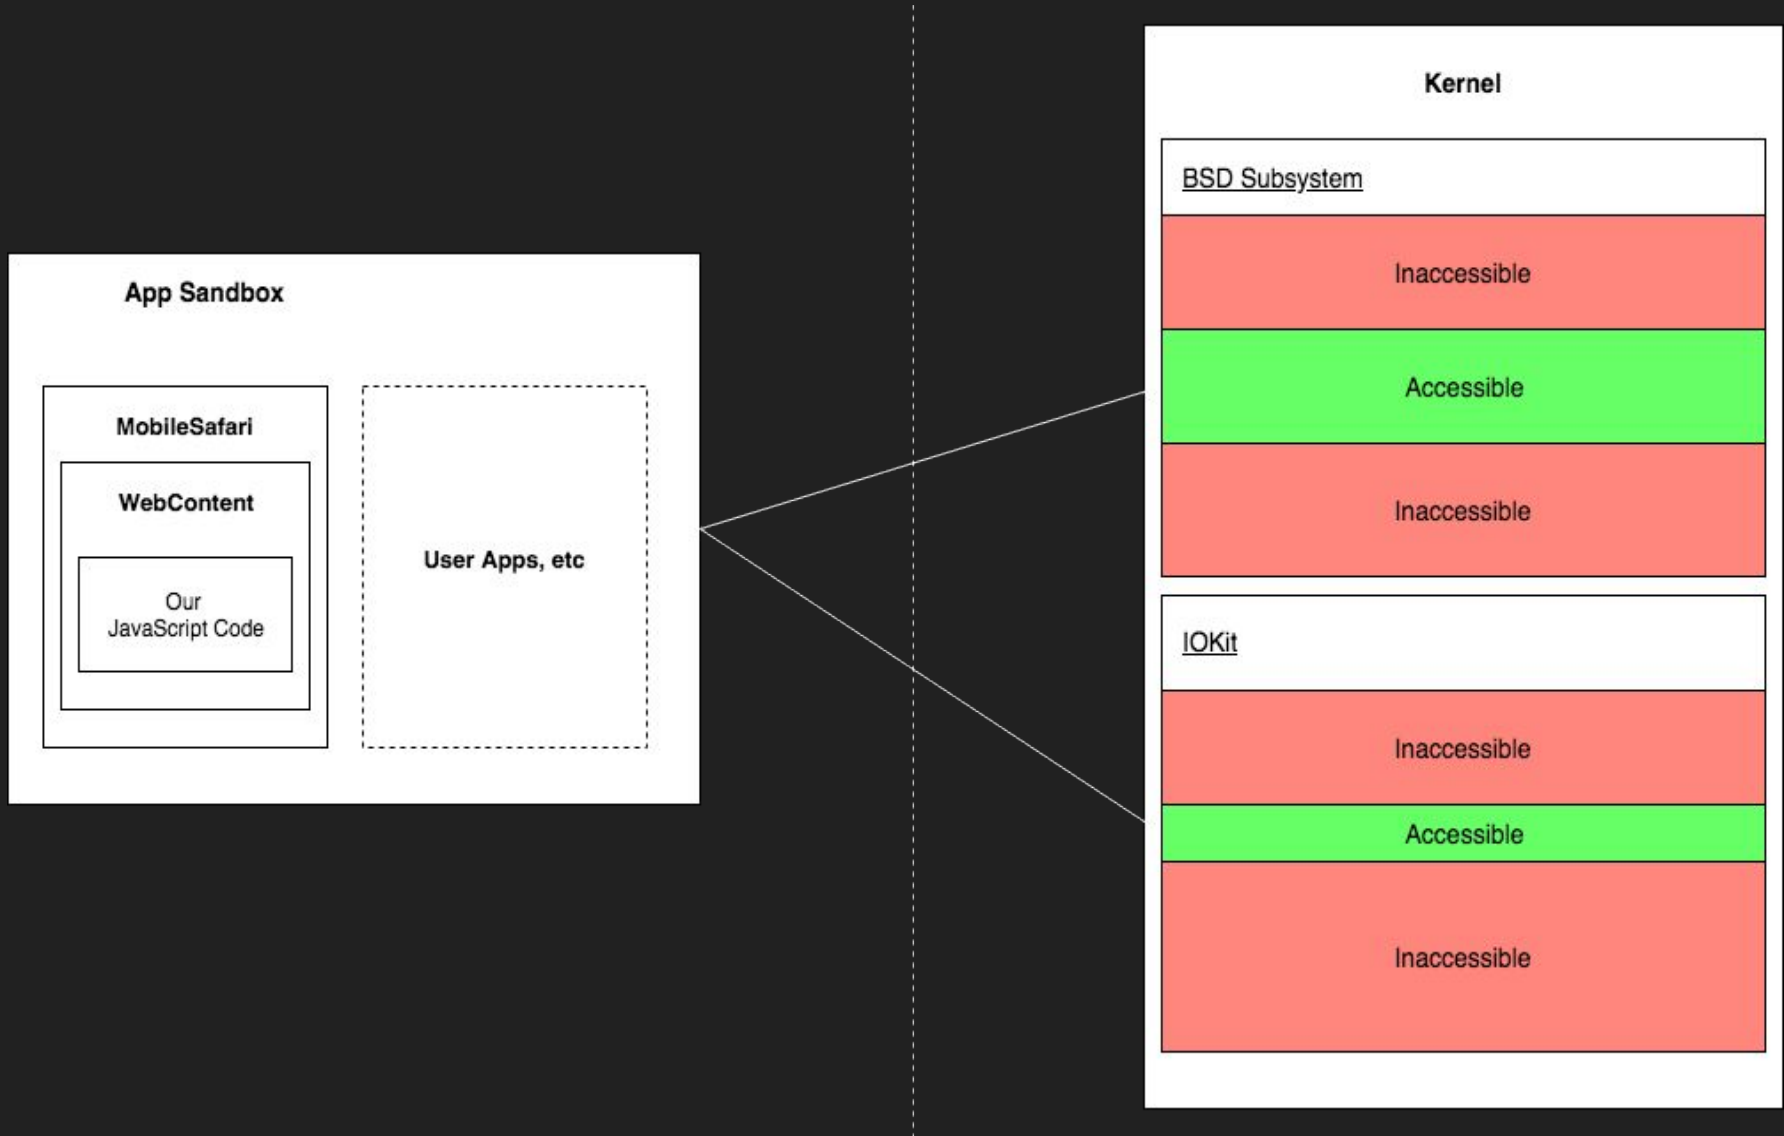 App Sandbox
MobileSafari
WebContent
Our
JavaScript Code
User Apps, etc
Kernel
BSD Subsystem
Inaccessible
Accessible
Inaccessible
IOKit
Inaccessible
Accessible
Inaccessible